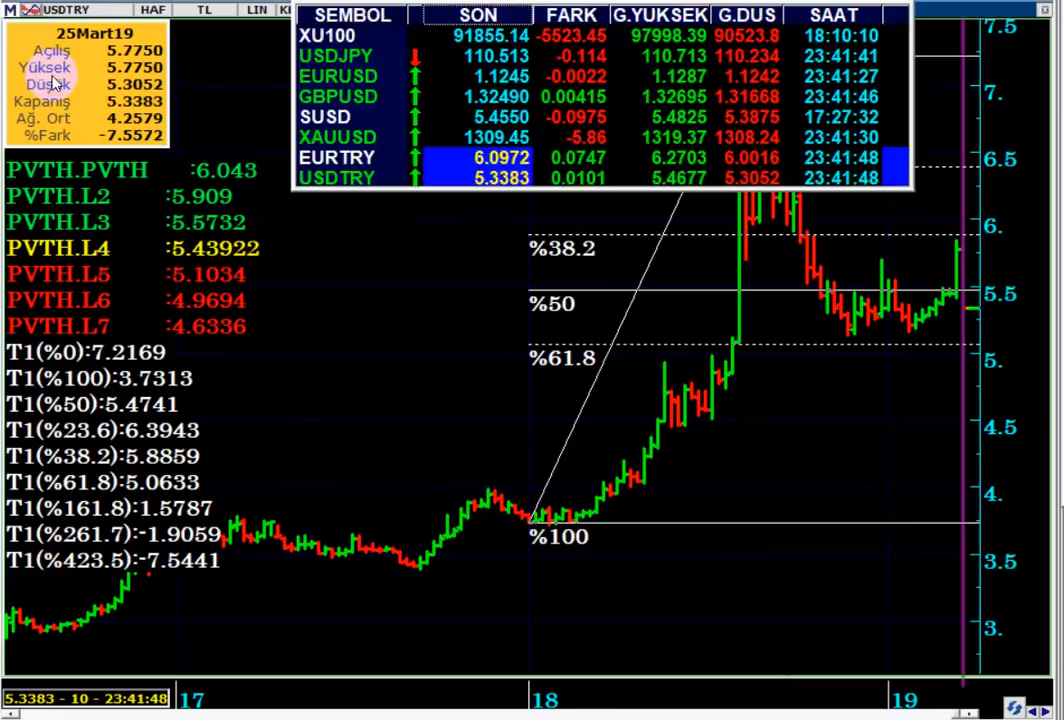 M USDTRY HAF TL LIN
25Mart19
Açılış 5.7750
Yüksek 5.7750
Düşük 5.3052
Kapanış 5.3383
Ağ. Ort 4.2579
%Fark -7.5572
SEMBOL SON FARK G.YUKSEK G.DUS SAAT
XU100 91855.14 -5523.45 97998.39 90523.8 18:10:10
USDJPY 110.513 -0.114 110.713 110.234 23:41:41
EURUSD 1.1245 -0.0022 1.1287 1.1242 23:41:27
GBPUSD 1.32490 0.00415 1.32695 1.31668 23:41:46
SUSD 5.4550 -0.0975 5.4825 5.3875 17:27:32
XAUUSD 1309.45 -5.86 1319.37 1308.24 23:41:30
EURTRY 6.0972 0.0747 6.2703 6.0016 23:41:48
USDTRY 5.3383 0.0101 5.4677 5.3052 23:41:48
PVTH.PVTH :6.043
PVTH.L2 :5.909
PVTH.L3 :5.5732
PVTH.L4 :5.43922
PVTH.L5 :5.1034
PVTH.L6 :4.9694
PVTH.L7 :4.6336
T1(%0):7.2169
T1(%100):3.7313
T1(%50):5.4741
T1(%23.6):6.3943
T1(%38.2):5.8859
T1(%61.8):5.0633
T1(%161.8):1.5787
T1(%261.7):-1.9059
T1(%423.5):-7.5441
%38.2
%50
%61.8
%100
7.5
7.
6.5
6.
5.5
5.
4.5
4.
3.5
3.
5.3383 - 10 - 23:41:48
17 18 19